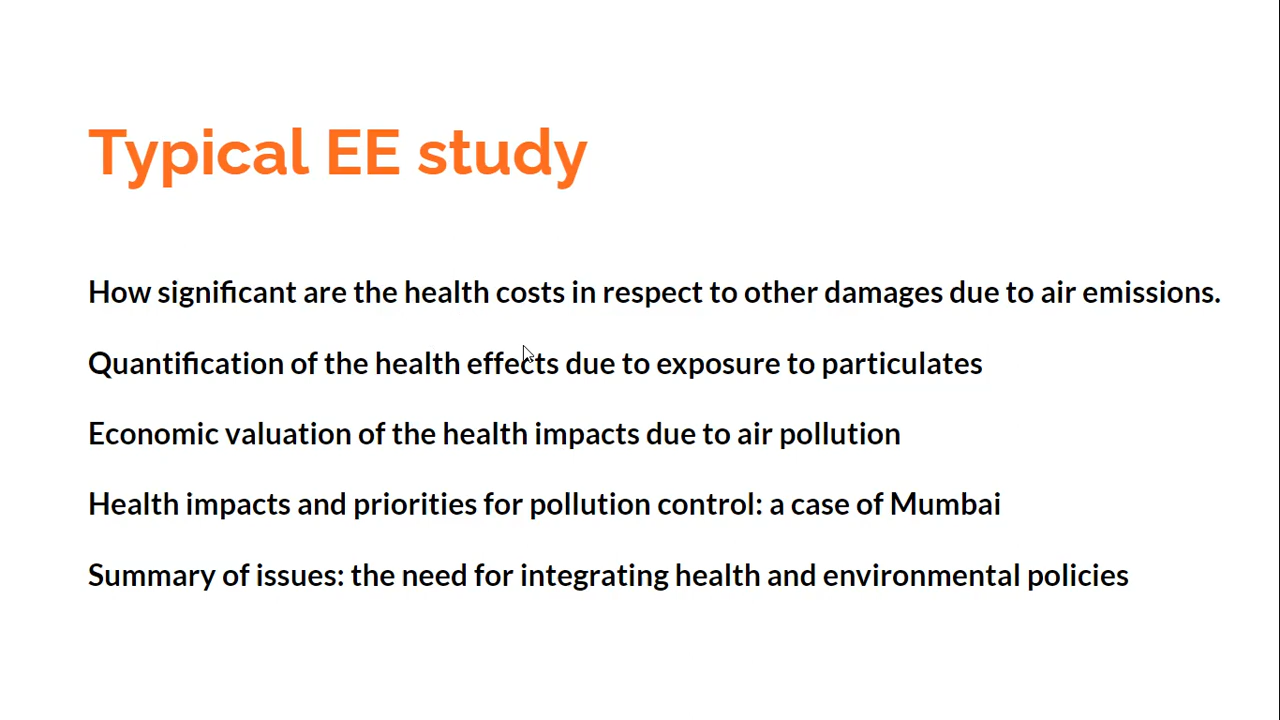 Typical EE study
How significant are the health costs in respect to other damages due to air emissions.
Quantification of the health effects due to exposure to particulates
Economic valuation of the health impacts due to air pollution
Health impacts and priorities for pollution control: a case of Mumbai
Summary of issues: the need for integrating health and environmental policies